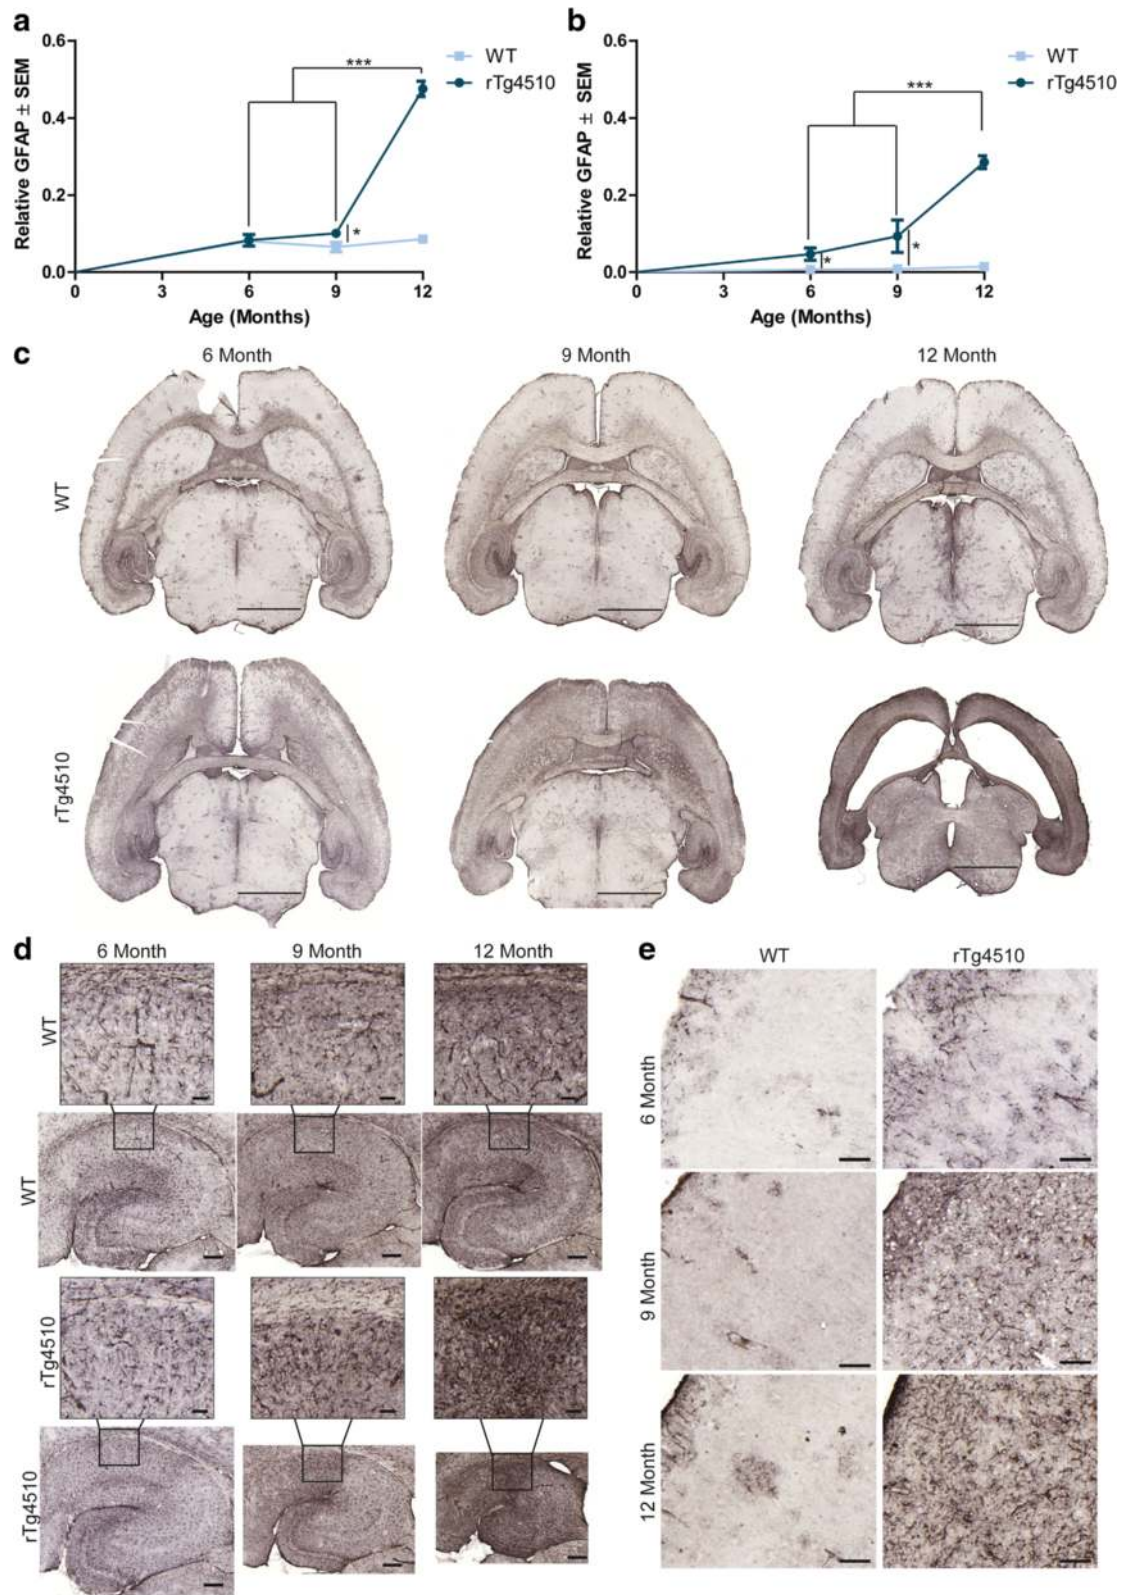 a
0.6
0.4
0.2
0.0
Relative GFAP ± SEM
0 3 6 9 12
Age (Months)
***
*
WT
rTg4510
b
0.6
0.4
0.2
0.0
Relative GFAP ± SEM
0 3 6 9 12
Age (Months)
***
*
*
WT
rTg4510
c
6 Month 9 Month 12 Month
WT
rTg4510
d
6 Month 9 Month 12 Month
WT
WT
rTg4510
rTg4510
e
WT rTg4510
6 Month
9 Month
12 Month